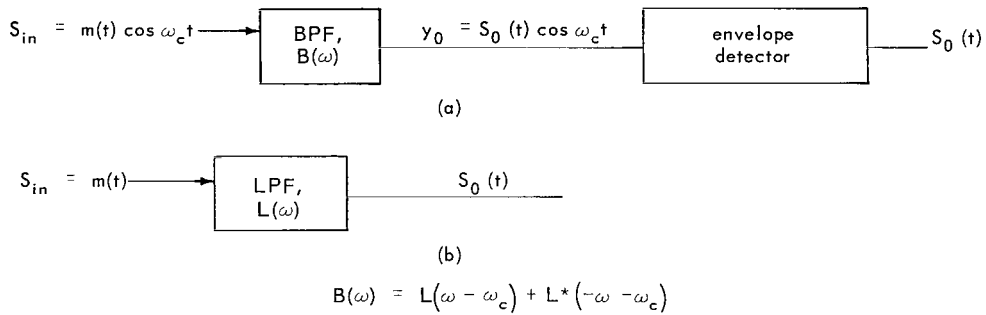 S_in = m(t) cos ω_c t
BPF,
B(ω)
y_0 = S_0 (t) cos ω_c t
envelope
detector
S_0 (t)
(a)
S_in = m(t)
LPF,
L(ω)
S_0 (t)
(b)
B(ω) = L(ω - ω_c) + L*(-ω -ω_c)